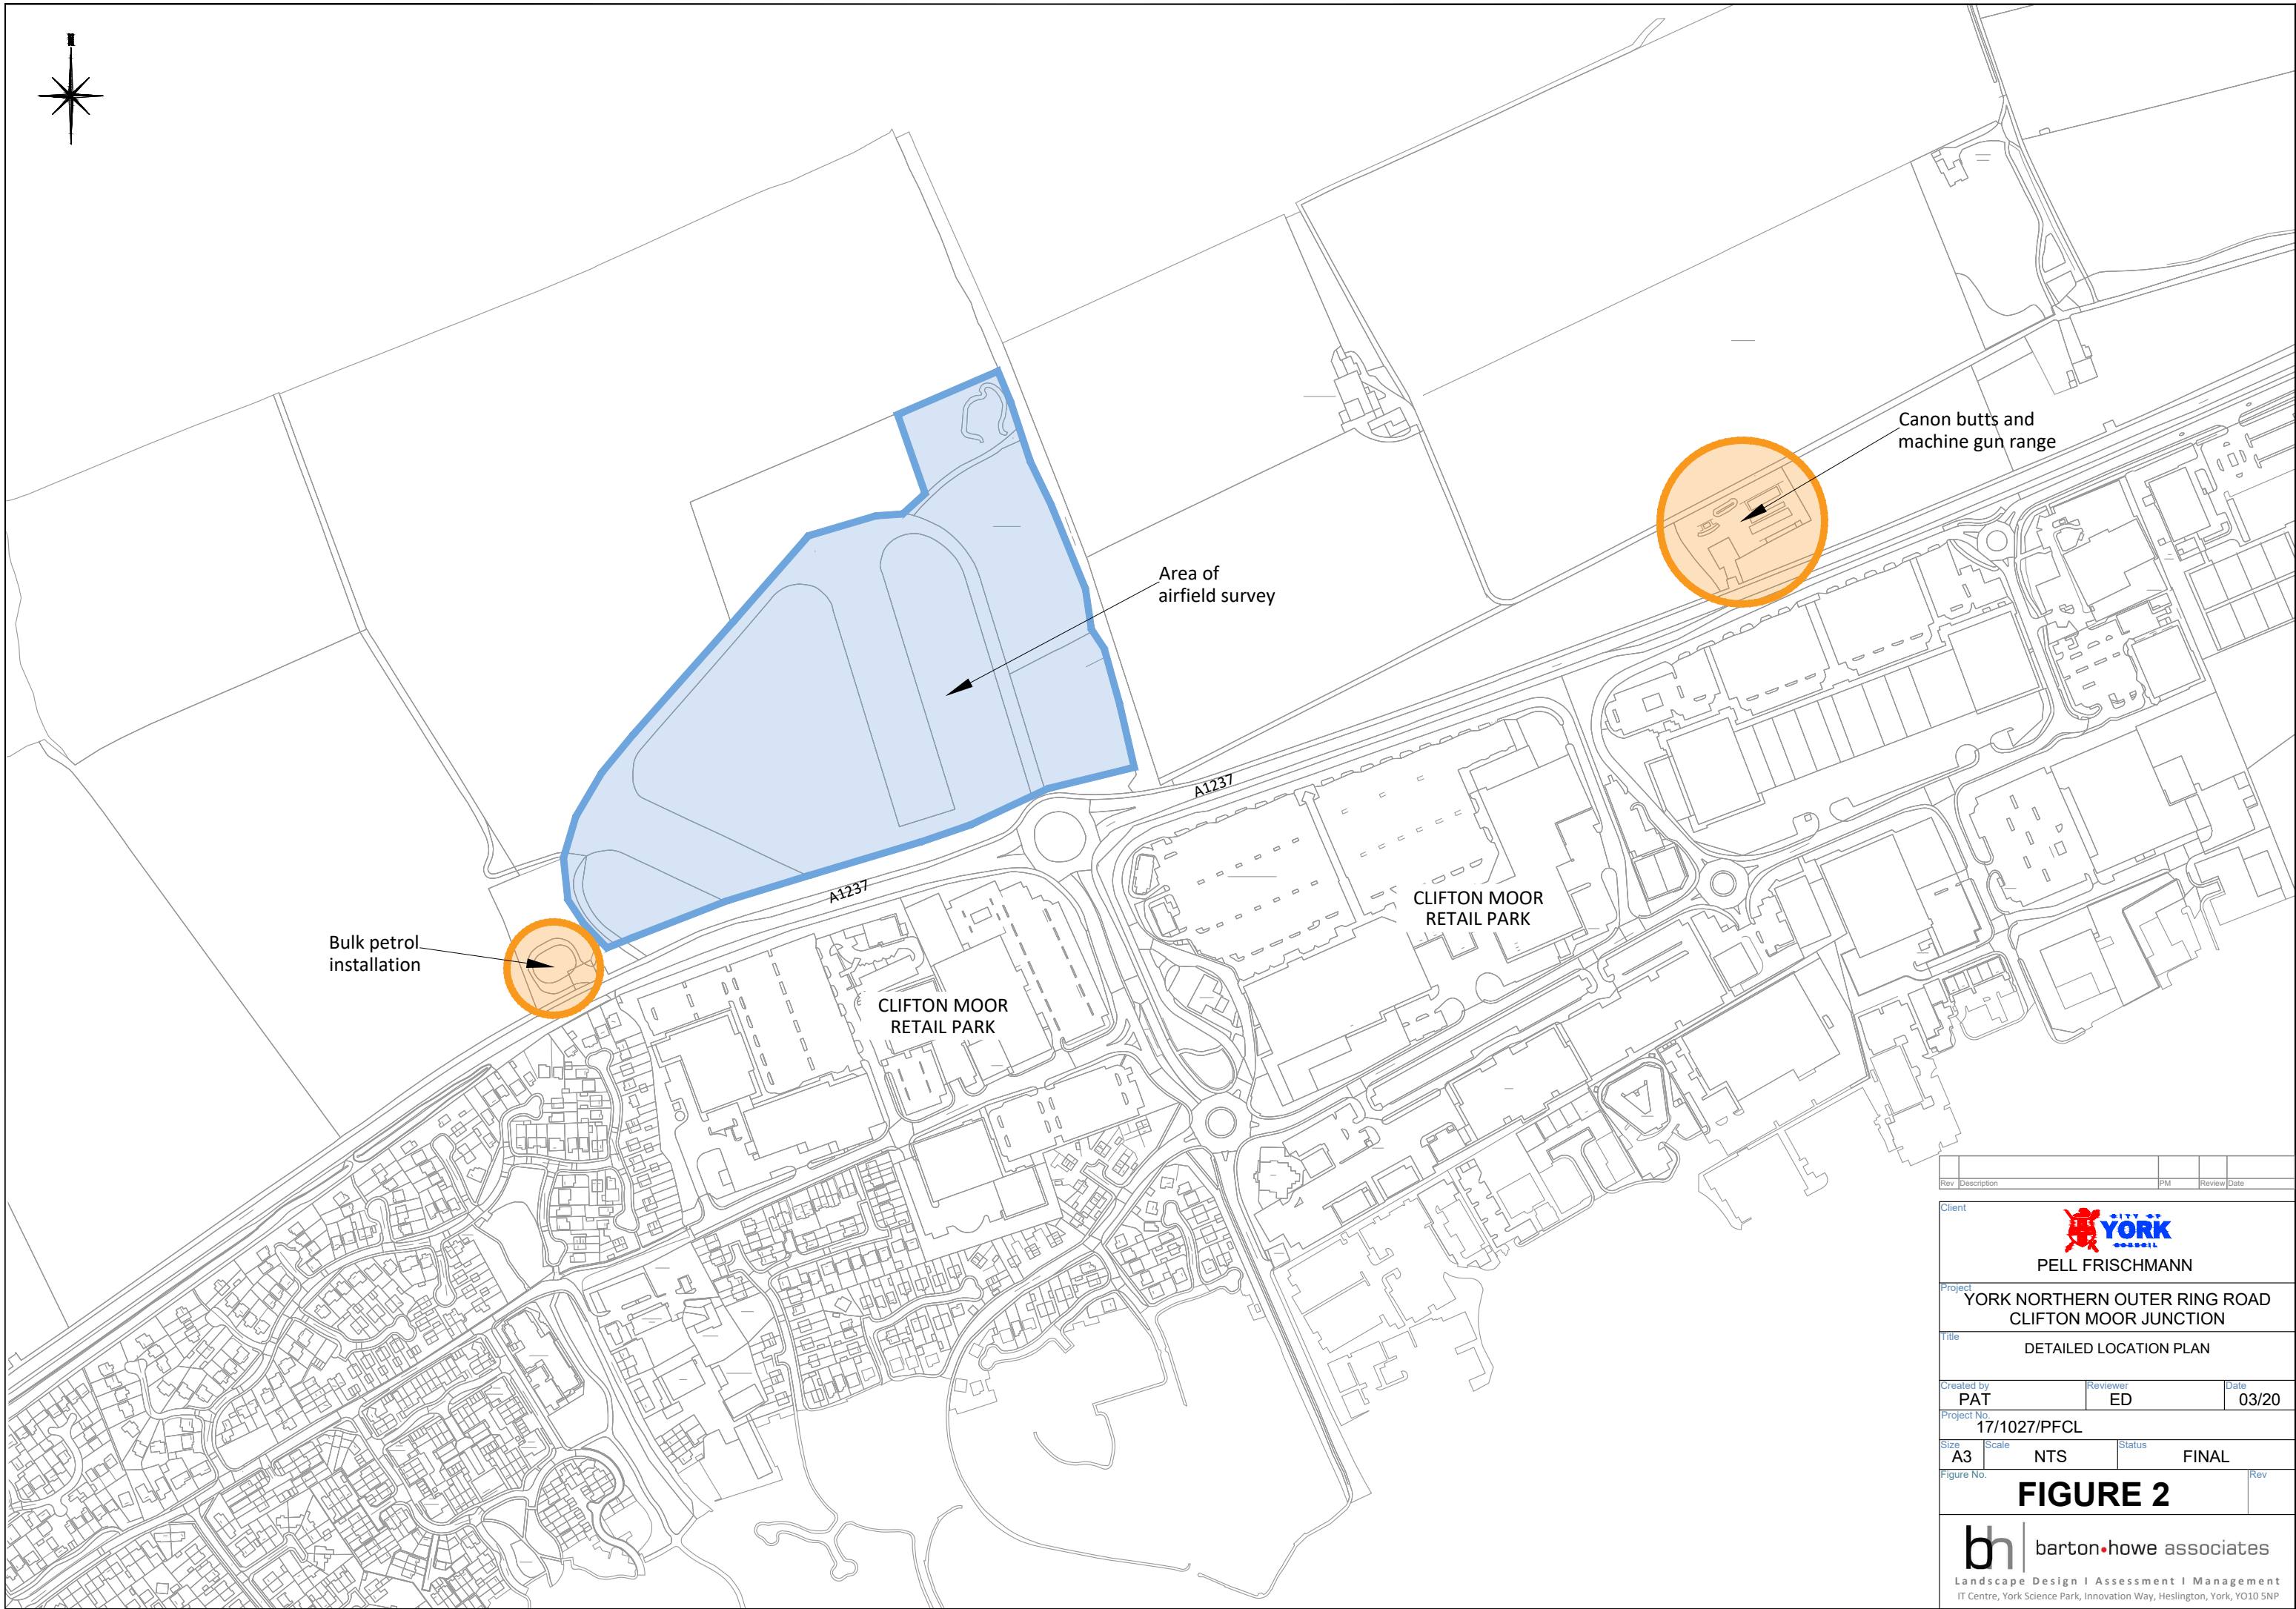 N
Canon butts and
machine gun range
Area of
airfield survey
A1237
A1237
CLIFTON MOOR
RETAIL PARK
Bulk petrol
installation
CLIFTON MOOR
RETAIL PARK
Rev Description PM Review Date
Client
CITY OF
YORK
COUNCIL
PELL FRISCHMANN
Project
YORK NORTHERN OUTER RING ROAD
CLIFTON MOOR JUNCTION
Title
DETAILED LOCATION PLAN
Created by Reviewer Date
PAT ED 03/20
Project No.
17/1027/PFCL
Size Scale Status
A3 NTS FINAL
Figure No. Rev
FIGURE 2
bh barton•howe associates
Landscape Design I Assessment I Management
IT Centre, York Science Park, Innovation Way, Heslington, York, YO10 5NP